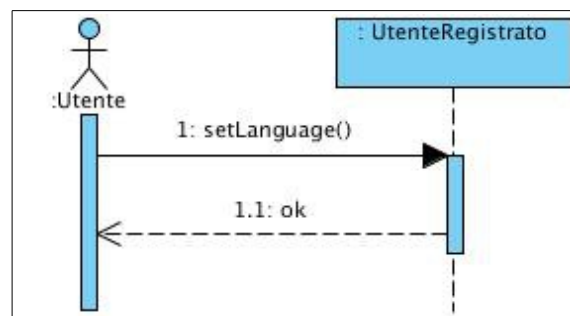 : UtenteRegistrato
:Utente
1: setLanguage()
1.1: ok